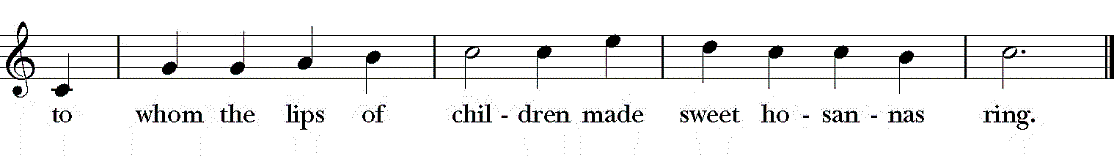 to whom the lips of chil - dren made sweet ho - san - nas ring.